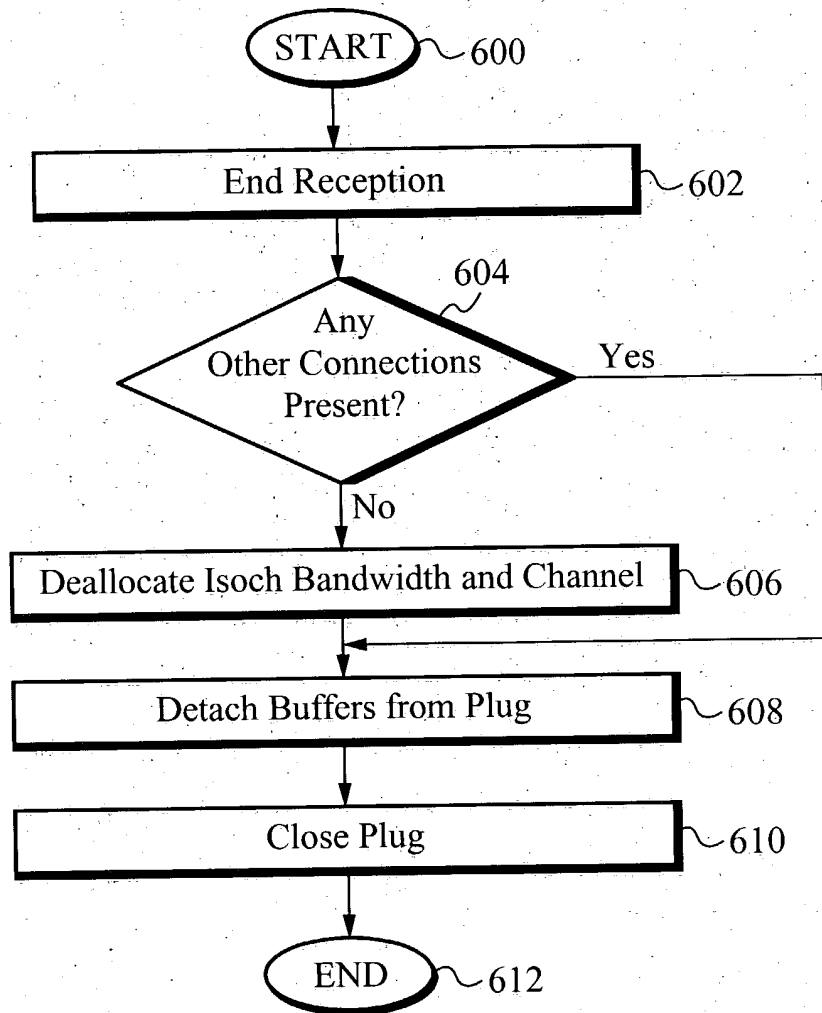 START
600
End Reception
602
604
Any
Other Connections
Present?
Yes
No
Deallocate Isoch Bandwidth and Channel
606
Detach Buffers from Plug
608
Close Plug
610
END
612